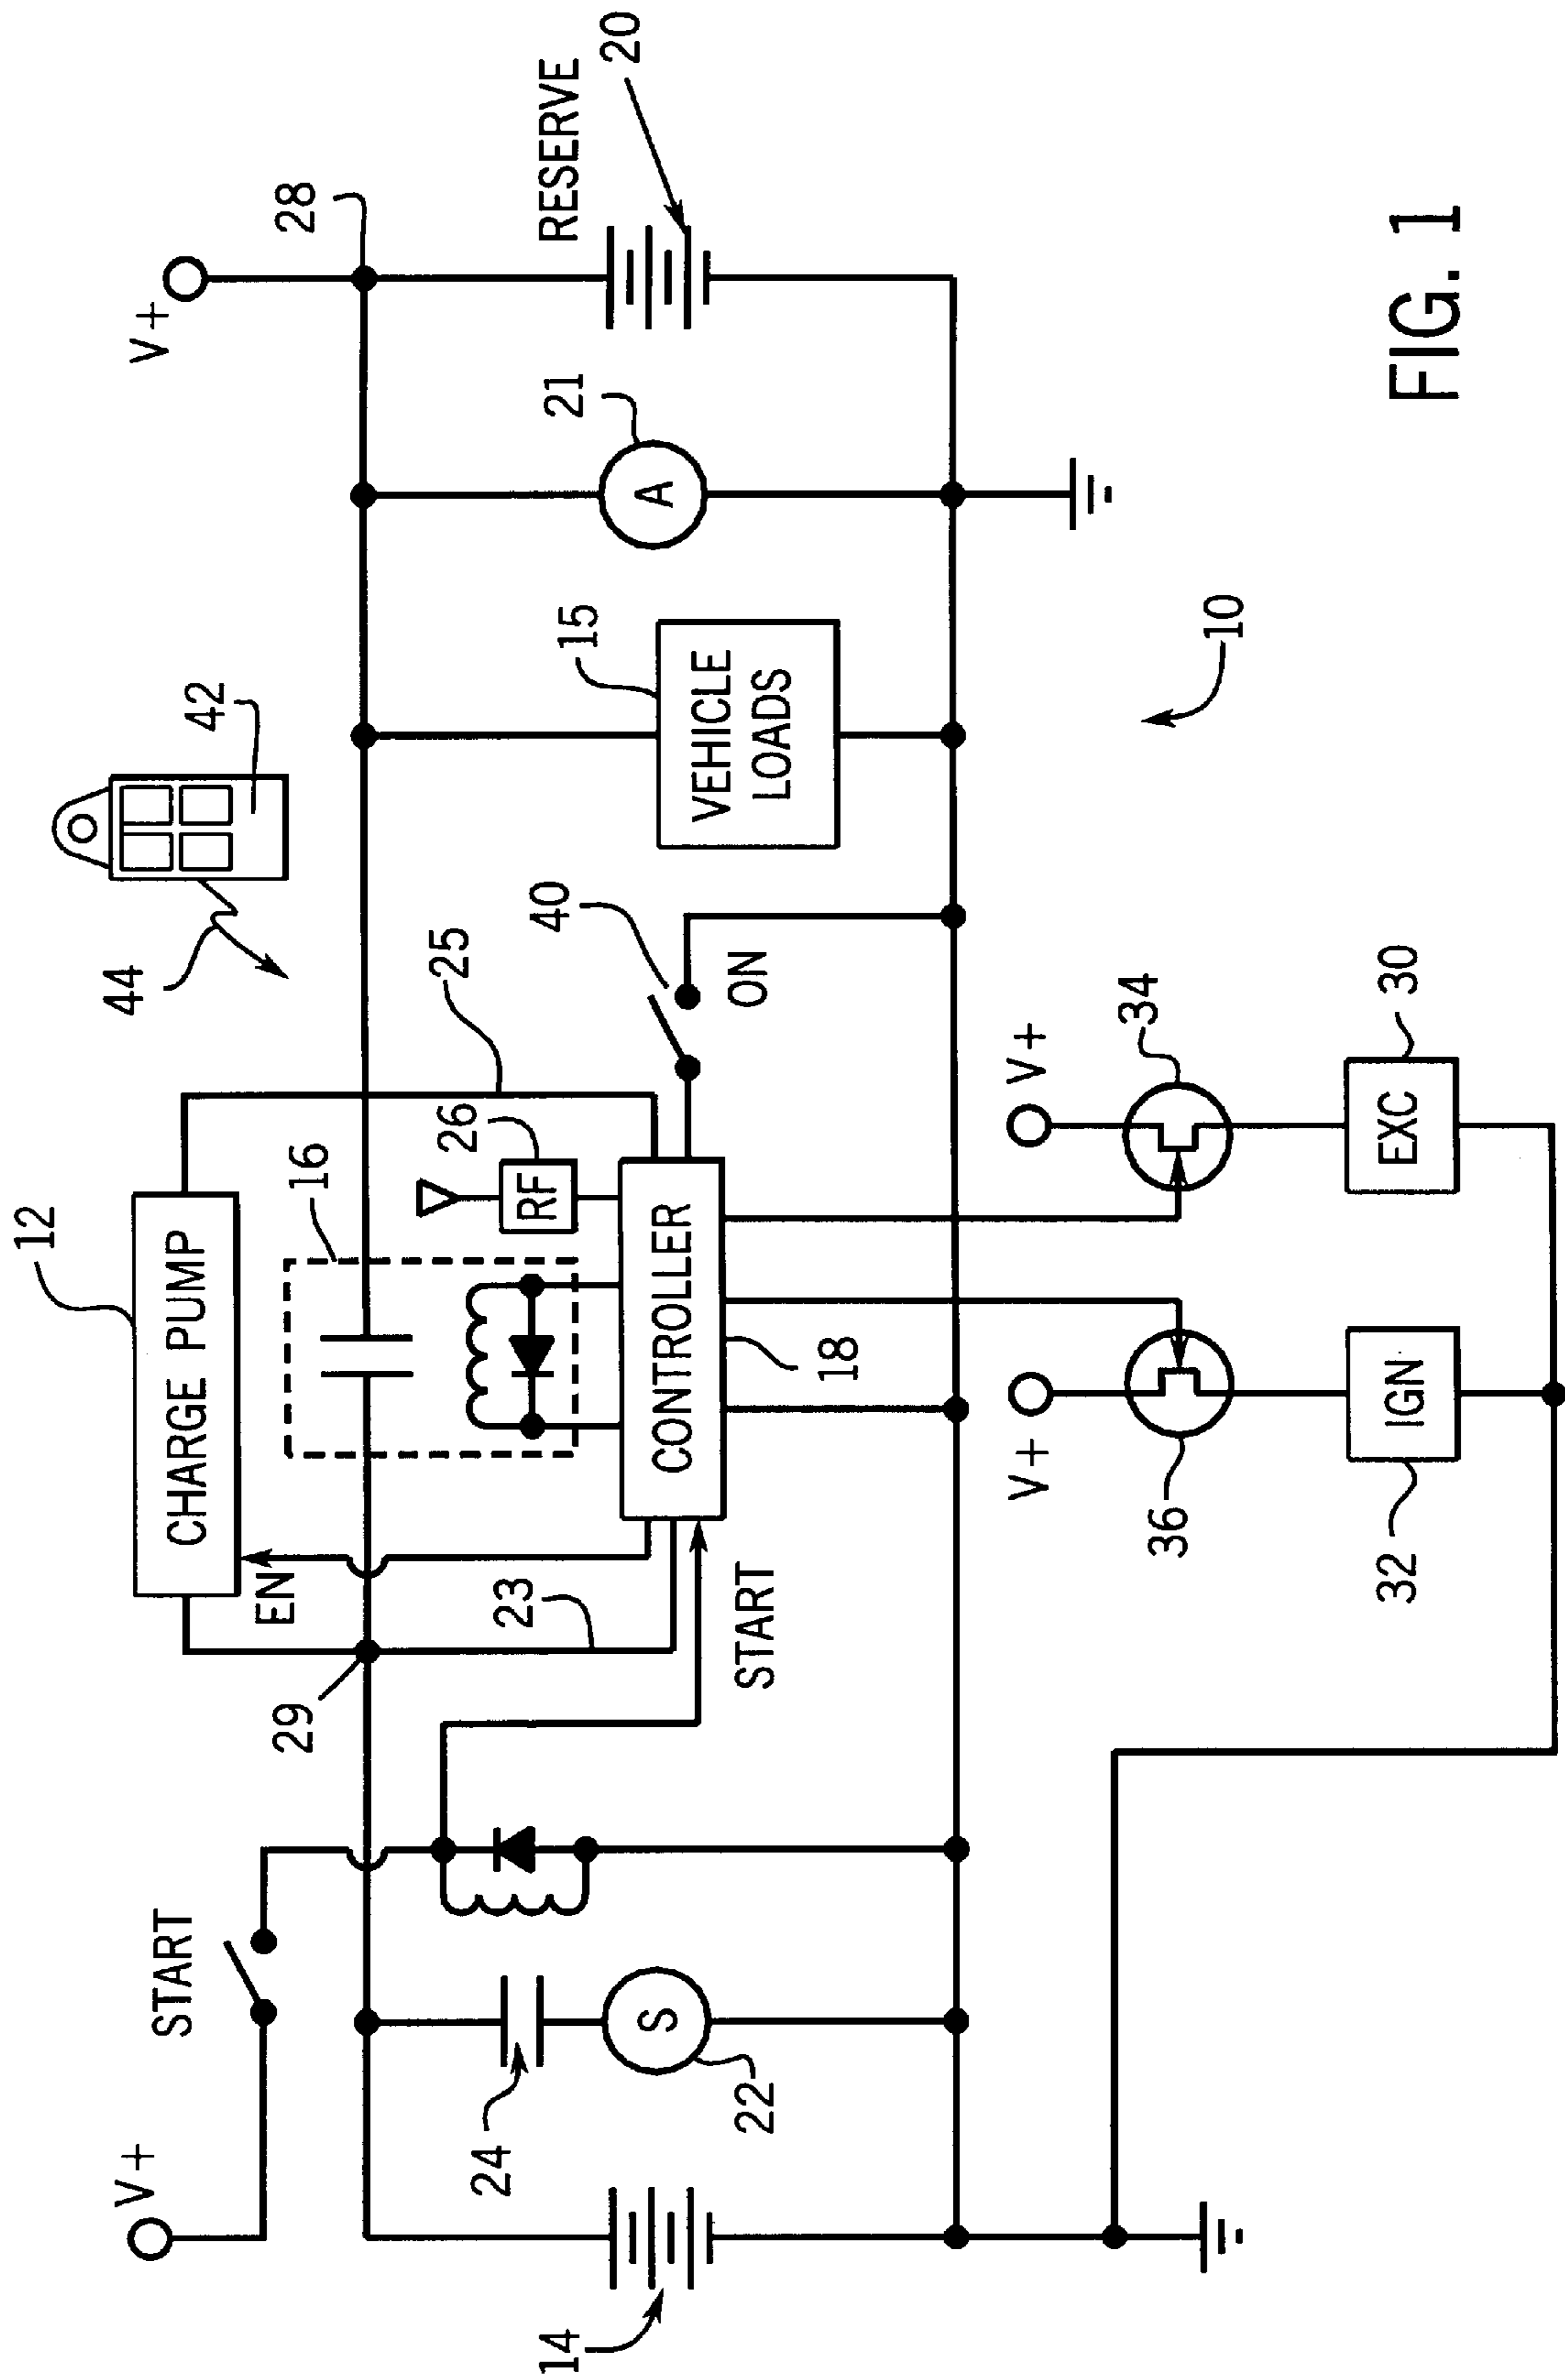 12
CHARGE PUMP
EN
44
42
V+
28
START
V+
29
23
16
26
RF
25
40
ON
CONTROLLER
18
START
24
S
22
14
15
VEHICLE
LOADS
21
A
RESERVE
20
10
V+
36
IGN
32
V+
34
EXC
30
FIG. 1